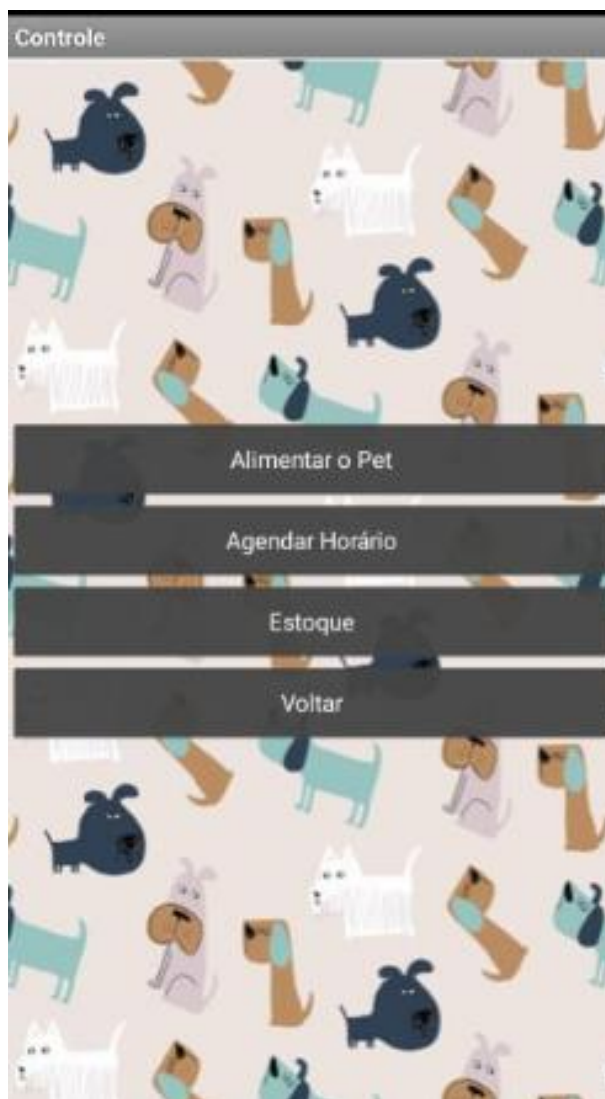 Controle
Alimentar o Pet
Agendar Horário
Estoque
Voltar